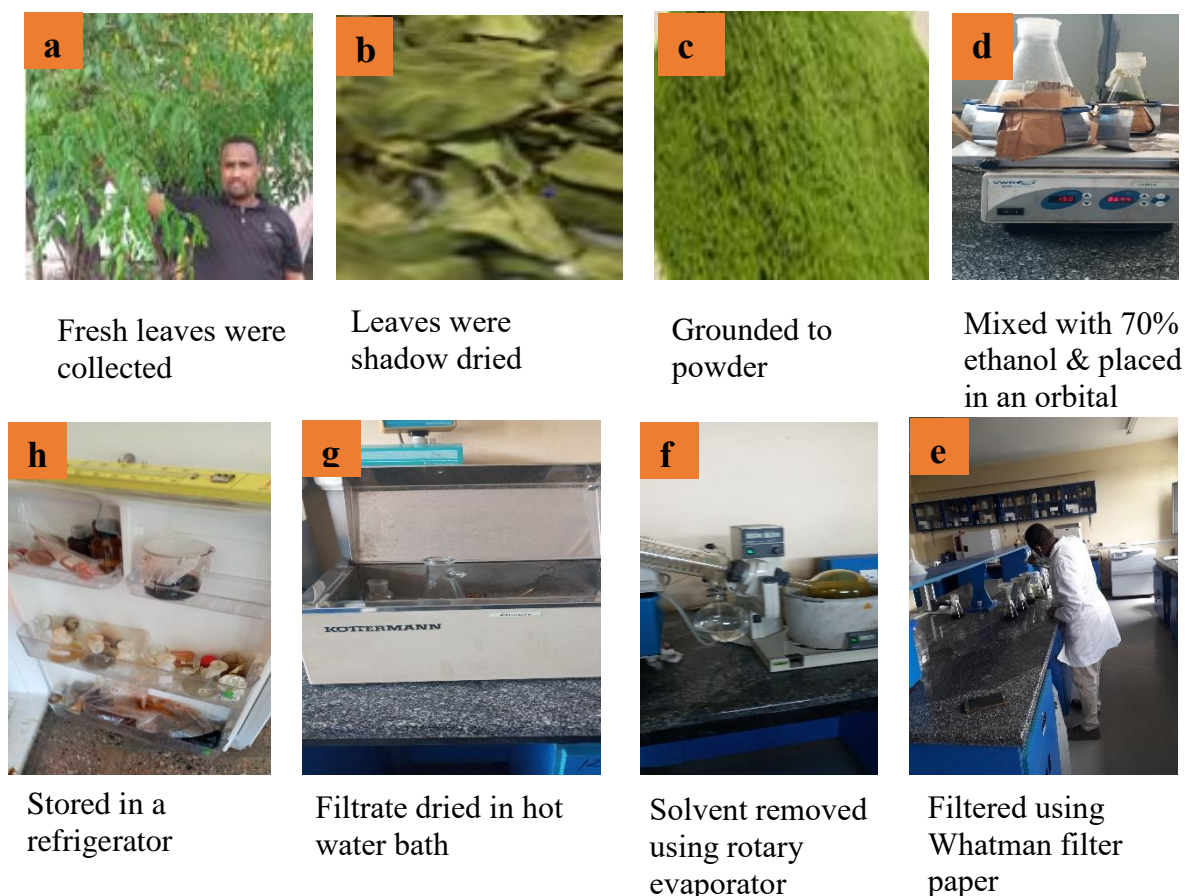 a
b
c
d
Fresh leaves were
collected
Leaves were
shadow dried
Grounded to
powder
Mixed with 70%
ethanol & placed
in an orbital
h
g
f
e
KOTTERMANN
Stored in a
refrigerator
Filtrate dried in hot
water bath
Solvent removed
using rotary
evaporator
Filtered using
Whatman filter
paper